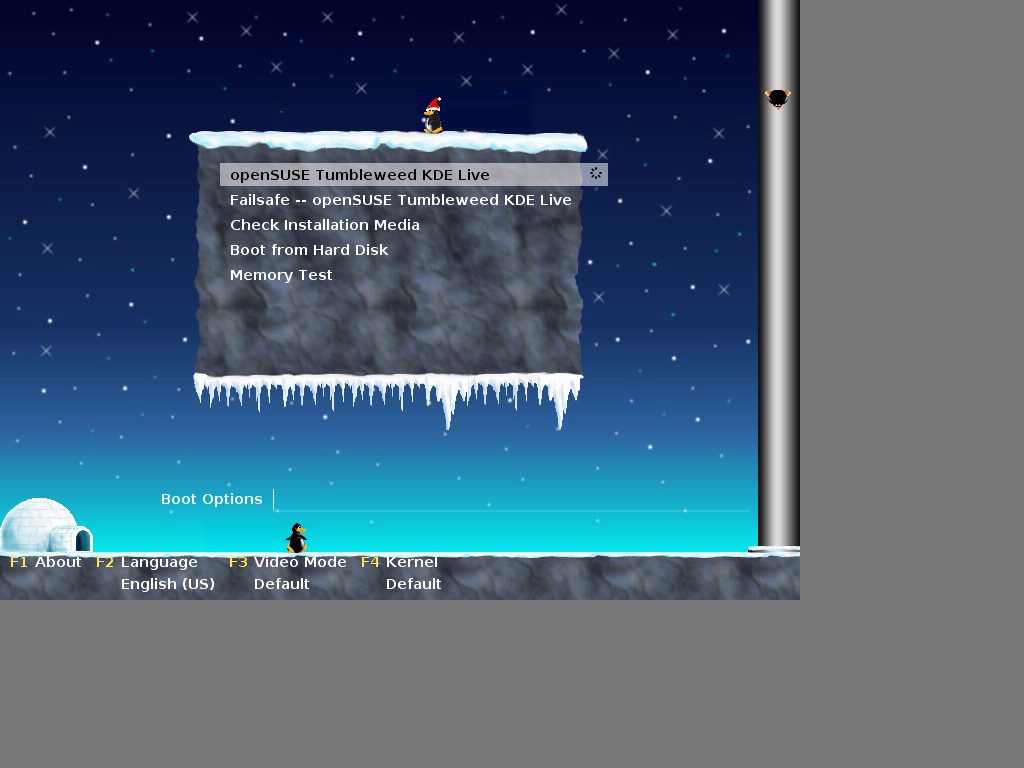 openSUSE Tumbleweed KDE Live
Failsafe -- openSUSE Tumbleweed KDE Live
Check Installation Media
Boot from Hard Disk
Memory Test
Boot Options
F1 About F2 Language F3 Video Mode F4 Kernel
English (US) Default Default